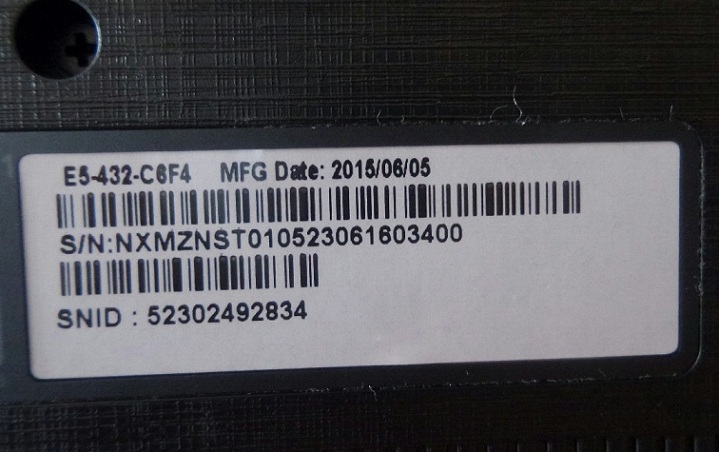 E5-432-C6F4 MFG Date: 2015/06/05
S/N:NXMZNST010523061603400
SNID : 52302492834